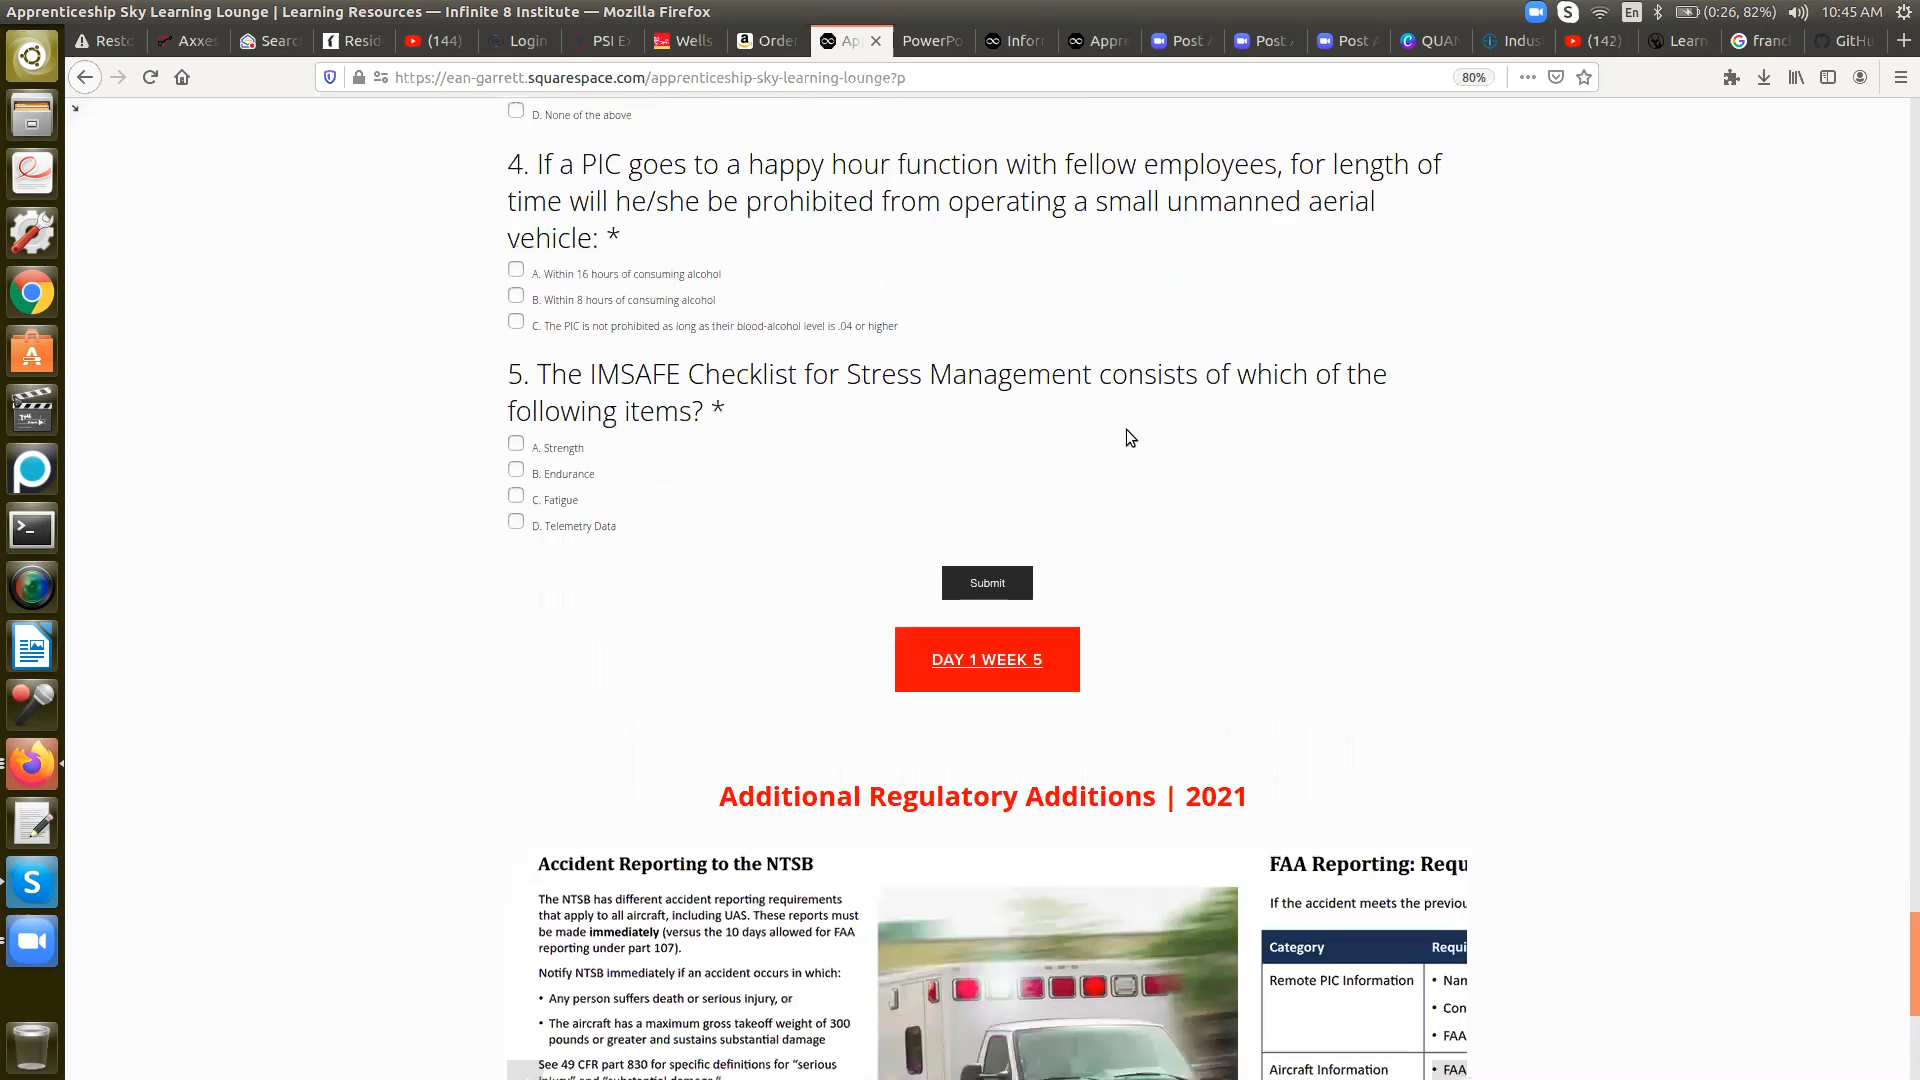 Apprenticeship Sky Learning Lounge | Learning Resources — Infinite 8 Institute — Mozilla Firefox
En
(0:26, 82%)
10:45 AM
Resto
Axxes
Searc
Resid
(144)
Login
PSI E
Wells
Orde
Ap
PowerPo
Inforr
Appre
Post A
Post A
Post A
QUAN
Indus
(142)
Learn
franci
GitHu
https://ean-garrett.squarespace.com/apprenticeship-sky-learning-lounge?p
80%
D. None of the above
4. If a PIC goes to a happy hour function with fellow employees, for length of
time will he/she be prohibited from operating a small unmanned aerial
vehicle: *
A. Within 16 hours of consuming alcohol
B. Within 8 hours of consuming alcohol
C. The PIC is not prohibited as long as their blood-alcohol level is .04 or higher
5. The IMSAFE Checklist for Stress Management consists of which of the
following items? *
A. Strength
B. Endurance
C. Fatigue
D. Telemetry Data
Submit
DAY 1 WEEK 5
Additional Regulatory Additions | 2021
Accident Reporting to the NTSB
The NTSB has different accident reporting requirements
that apply to all aircraft, including UAS. These reports must
be made immediately (versus the 10 days allowed for FAA
reporting under part 107).
Notify NTSB immediately if an accident occurs in which:
• Any person suffers death or serious injury, or
• The aircraft has a maximum gross takeoff weight of 300
pounds or greater and sustains substantial damage
See 49 CFR part 830 for specific definitions for “serious
injury” and “substantial damage.”
FAA Reporting: Requ
If the accident meets the previou
Category
Requi
Remote PIC Information
• Nam
• Con
• FAA
Aircraft Information
• FAA